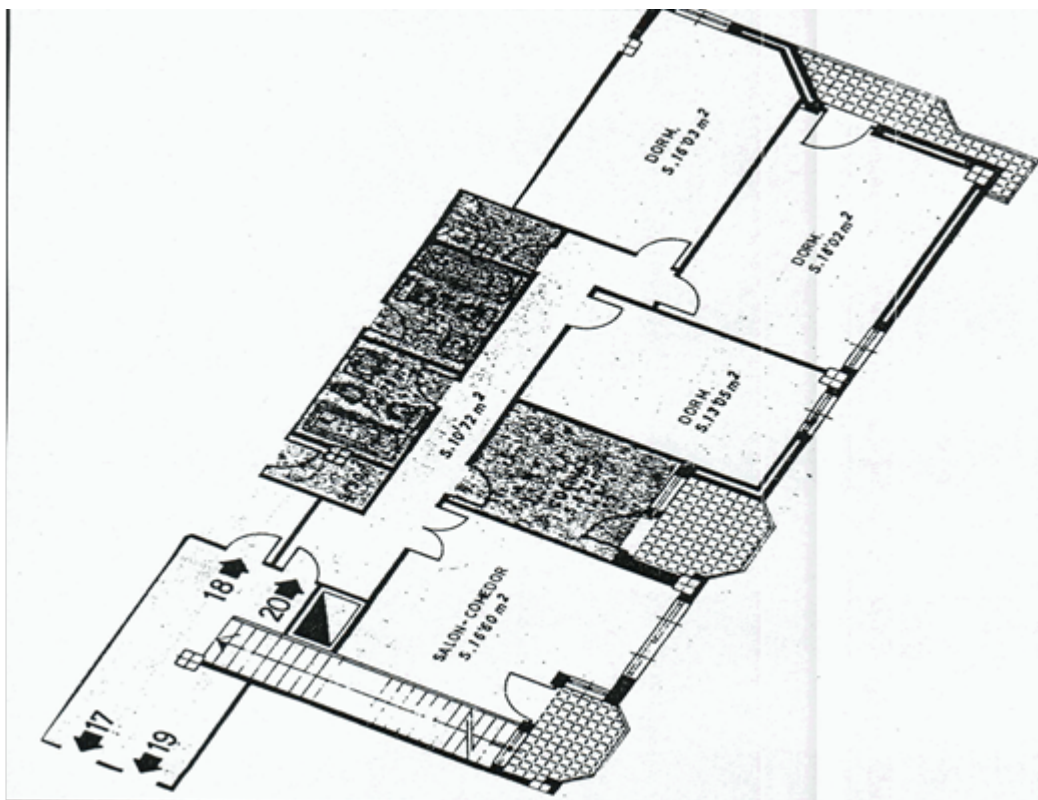 DORM.
S.16'03 m²
DORM.
S.18'02 m²
DORM.
S.13'05 m²
S.10'72 m²
SALON-COMEDOR
S.16'60 m²
18
20
17
19